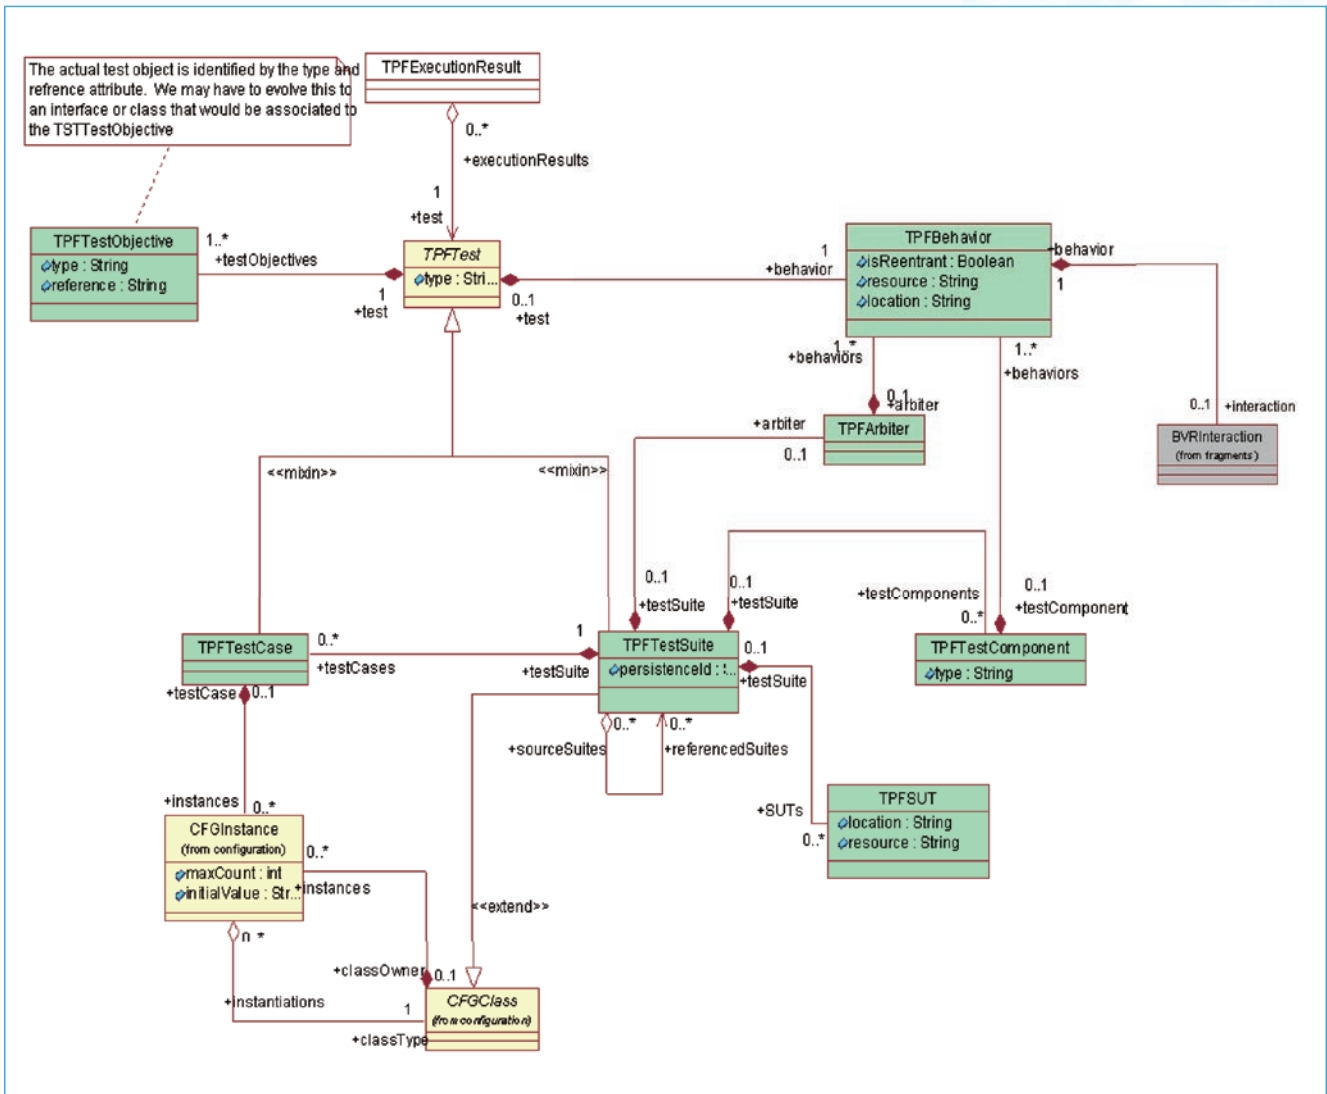 The actual test object is identified by the type and
refrence attribute. We may have to evolve this to
an interface or class that would be associated to
the TSTTestObjective
TPFExecutionResult
0..*
+executionResults
1
+test
TPFTestObjective
type : String
reference : String
1..*
+testObjectives
TPFTest
type : Stri...
1
+test
0..1
+test
1
+behavior
TPFBehavior
isReentrant : Boolean
resource : String
location : String
+behavior
1
1..*
+behaviors
1..*
+behaviors
0..1
+arbiter
+arbiter
0..1
TPFArbiter
0..1
+interaction
BVRInteraction
(from fragments)
<<mixin>>
<<mixin>>
0..1
+testSuite
0..1
+testSuite
+testComponents
0..*
0..1
+testComponent
TPFTestCase
0..*
+testCases
1
+testSuite
TPFTestSuite
persistenceId : S...
0..1
+testSuite
TPFTestComponent
type : String
+testCase
0..1
0..*
+sourceSuites
0..*
+referencedSuites
+instances
0..*
CFGInstance
(from configuration)
maxCount : int
initialValue : Str...
0..*
+instances
+SUTs
0..*
TPFSUT
location : String
resource : String
<<extend>>
0..*
+instantiations
+classOwner
0..1
1
+classType
CFGClass
(from configuration)